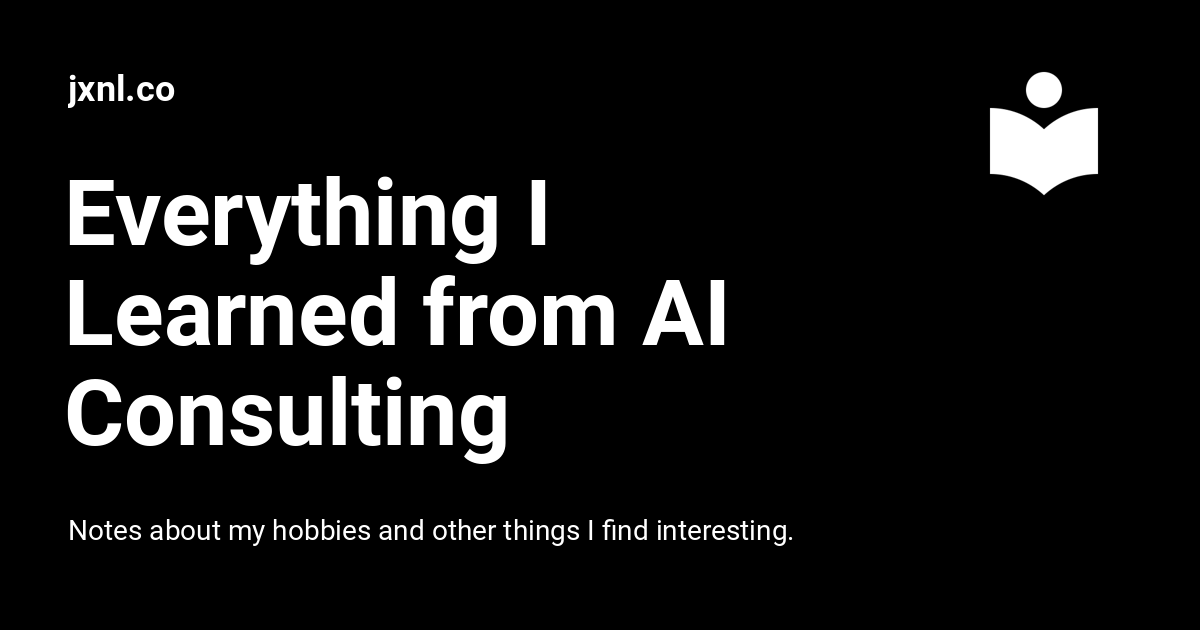 jxnl.co
Everything I
Learned from AI
Consulting
Notes about my hobbies and other things I find interesting.